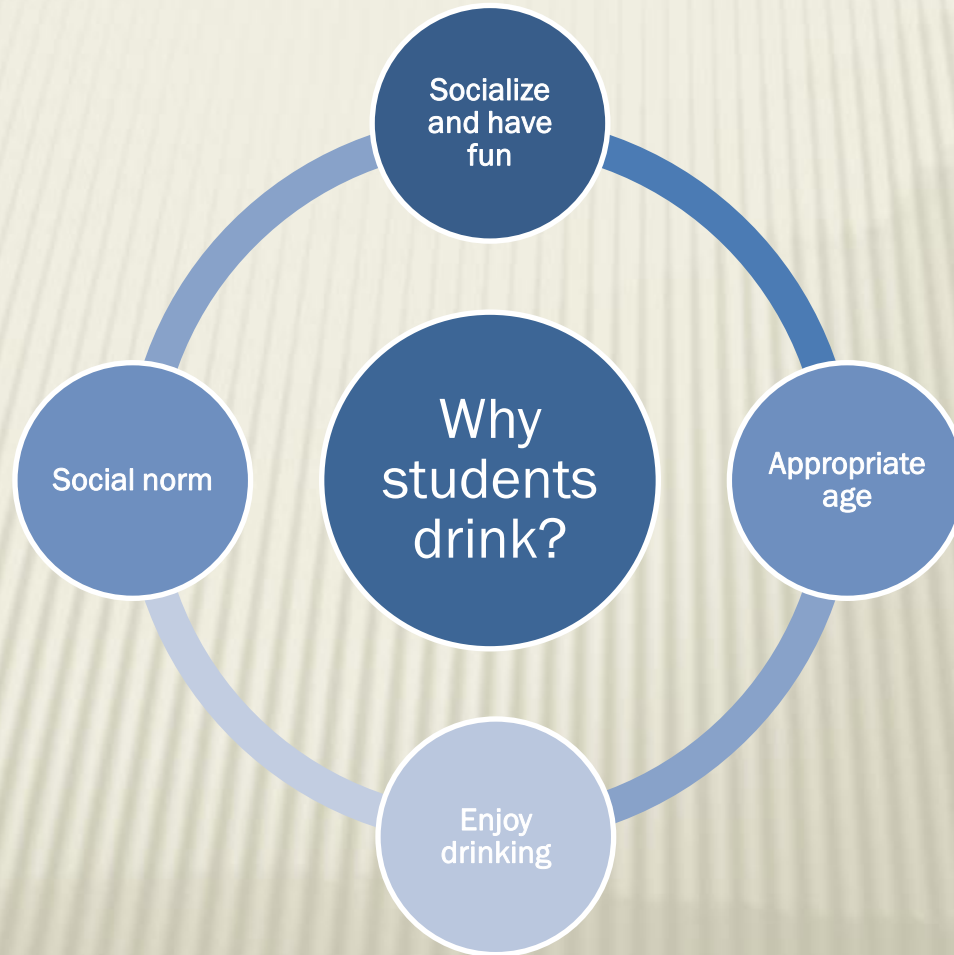 Socialize
and have
fun
Why
students
drink?
Social norm
Appropriate
age
Enjoy
drinking